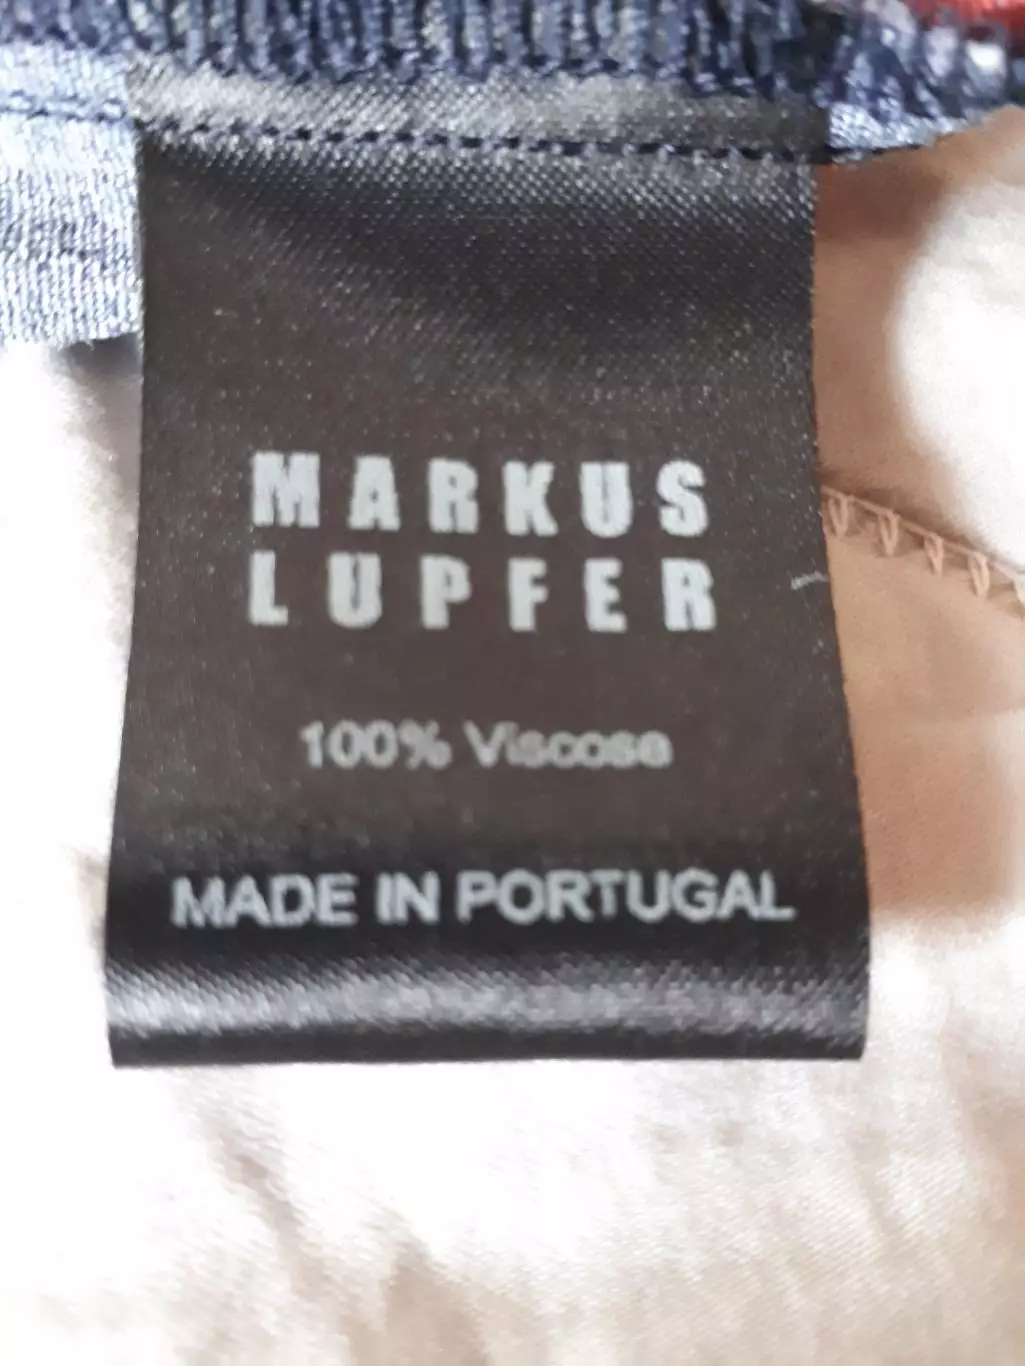 MARKUS
LUPFER
100% Viscose
MADE IN PORTUGAL